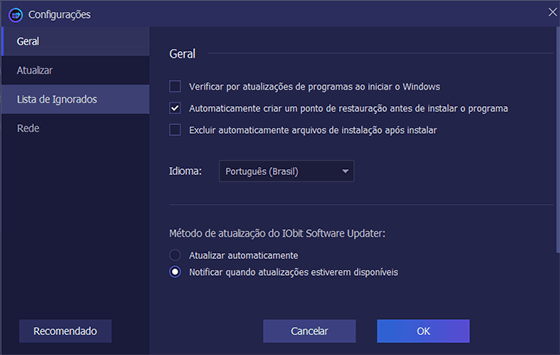 Configurações
Geral
Atualizar
Lista de Ignorados
Rede
Recomendado
Geral
Verificar por atualizações de programas ao iniciar o Windows
Automaticamente criar um ponto de restauração antes de instalar o programa
Excluir automaticamente arquivos de instalação após instalar
Idioma: Português (Brasil)
Método de atualização do IObit Software Updater:
Atualizar automaticamente
Notificar quando atualizações estiverem disponíveis
Cancelar OK